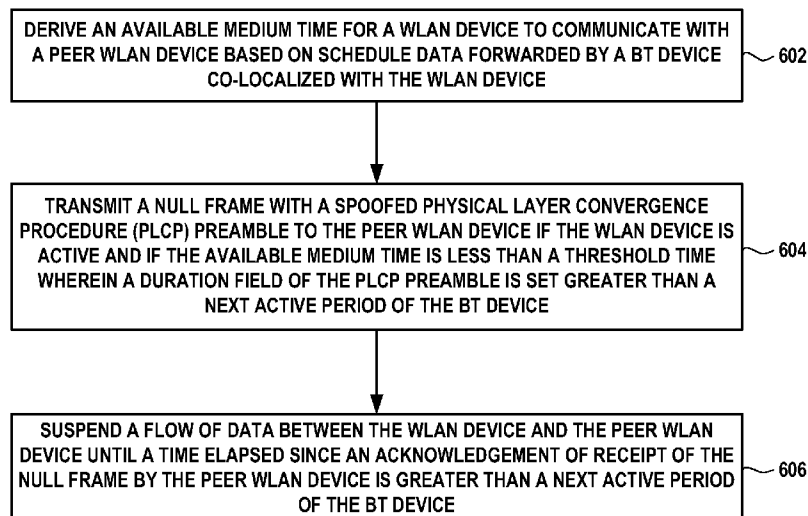 DERIVE AN AVAILABLE MEDIUM TIME FOR A WLAN DEVICE TO COMMUNICATE WITH
A PEER WLAN DEVICE BASED ON SCHEDULE DATA FORWARDED BY A BT DEVICE
CO-LOCALIZED WITH THE WLAN DEVICE
602
TRANSMIT A NULL FRAME WITH A SPOOFED PHYSICAL LAYER CONVERGENCE
PROCEDURE (PLCP) PREAMBLE TO THE PEER WLAN DEVICE IF THE WLAN DEVICE IS
ACTIVE AND IF THE AVAILABLE MEDIUM TIME IS LESS THAN A THRESHOLD TIME
WHEREIN A DURATION FIELD OF THE PLCP PREAMBLE IS SET GREATER THAN A
NEXT ACTIVE PERIOD OF THE BT DEVICE
604
SUSPEND A FLOW OF DATA BETWEEN THE WLAN DEVICE AND THE PEER WLAN
DEVICE UNTIL A TIME ELAPSED SINCE AN ACKNOWLEDGEMENT OF RECEIPT OF THE
NULL FRAME BY THE PEER WLAN DEVICE IS GREATER THAN A NEXT ACTIVE PERIOD
OF THE BT DEVICE
606